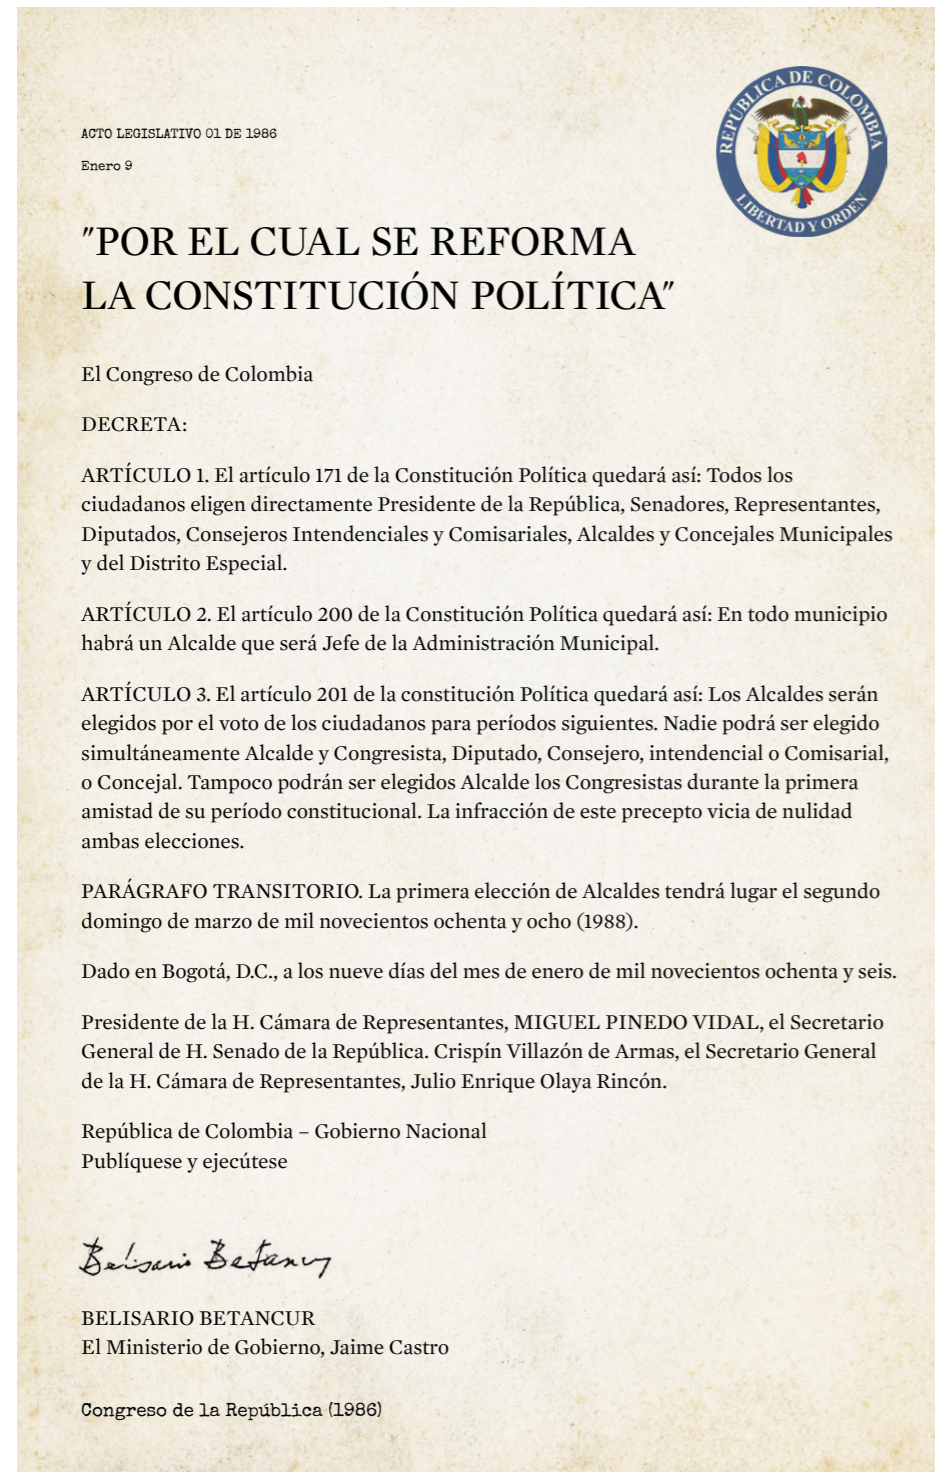 ACTO LEGISLATIVO 01 DE 1986
Enero 9
REPÚBLICA DE COLOMBIA
LIBERTAD Y ORDEN
"POR EL CUAL SE REFORMA
LA CONSTITUCIÓN POLÍTICA"
El Congreso de Colombia
DECRETA:
ARTÍCULO 1. El artículo 171 de la Constitución Política quedará así: Todos los
ciudadanos eligen directamente Presidente de la República, Senadores, Representantes,
Diputados, Consejeros Intendenciales y Comisariales, Alcaldes y Concejales Municipales
y del Distrito Especial.
ARTÍCULO 2. El artículo 200 de la Constitución Política quedará así: En todo municipio
habrá un Alcalde que será Jefe de la Administración Municipal.
ARTÍCULO 3. El artículo 201 de la constitución Política quedará así: Los Alcaldes serán
elegidos por el voto de los ciudadanos para períodos siguientes. Nadie podrá ser elegido
simultáneamente Alcalde y Congresista, Diputado, Consejero, intendencial o Comisarial,
o Concejal. Tampoco podrán ser elegidos Alcalde los Congresistas durante la primera
amistad de su período constitucional. La infracción de este precepto vicia de nulidad
ambas elecciones.
PARÁGRAFO TRANSITORIO. La primera elección de Alcaldes tendrá lugar el segundo
domingo de marzo de mil novecientos ochenta y ocho (1988).
Dado en Bogotá, D.C., a los nueve días del mes de enero de mil novecientos ochenta y seis.
Presidente de la H. Cámara de Representantes, MIGUEL PINEDO VIDAL, el Secretario
General de H. Senado de la República. Crispín Villazón de Armas, el Secretario General
de la H. Cámara de Representantes, Julio Enrique Olaya Rincón.
República de Colombia – Gobierno Nacional
Publíquese y ejecútese
Belisario Betancur
BELISARIO BETANCUR
El Ministerio de Gobierno, Jaime Castro
Congreso de la República (1986)